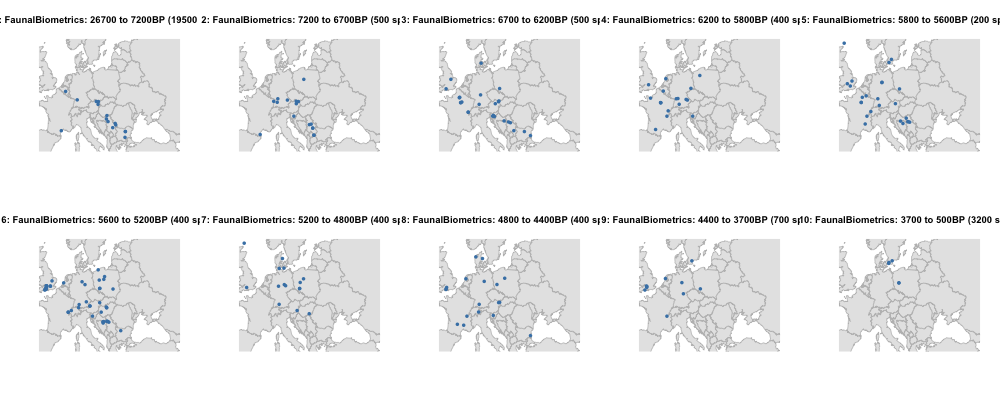 : FaunalBiometrics: 26700 to 7200BP (19500
2: FaunalBiometrics: 7200 to 6700BP (500 s
3: FaunalBiometrics: 6700 to 6200BP (500 s
4: FaunalBiometrics: 6200 to 5800BP (400 s
5: FaunalBiometrics: 5800 to 5600BP (200 sp
6: FaunalBiometrics: 5600 to 5200BP (400 s
7: FaunalBiometrics: 5200 to 4800BP (400 s
8: FaunalBiometrics: 4800 to 4400BP (400 s
9: FaunalBiometrics: 4400 to 3700BP (700 s
10: FaunalBiometrics: 3700 to 500BP (3200 s